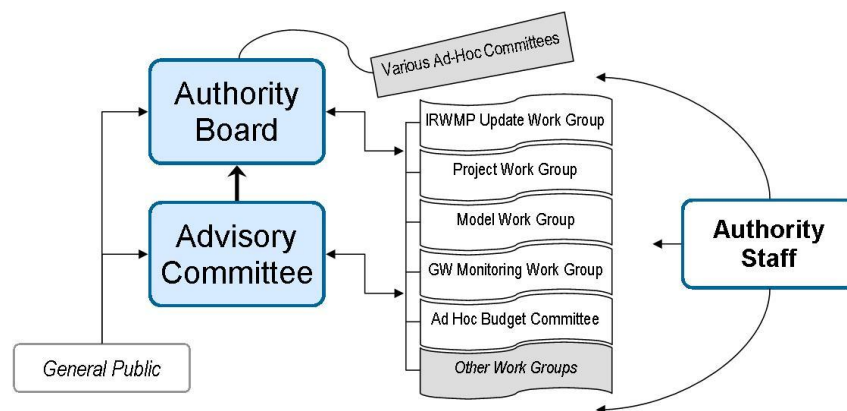 Various Ad-Hoc Committees
Authority
Board
IRWMP Update Work Group
Project Work Group
Model Work Group
Advisory
Committee
GW Monitoring Work Group
Ad Hoc Budget Committee
Other Work Groups
Authority
Staff
General Public